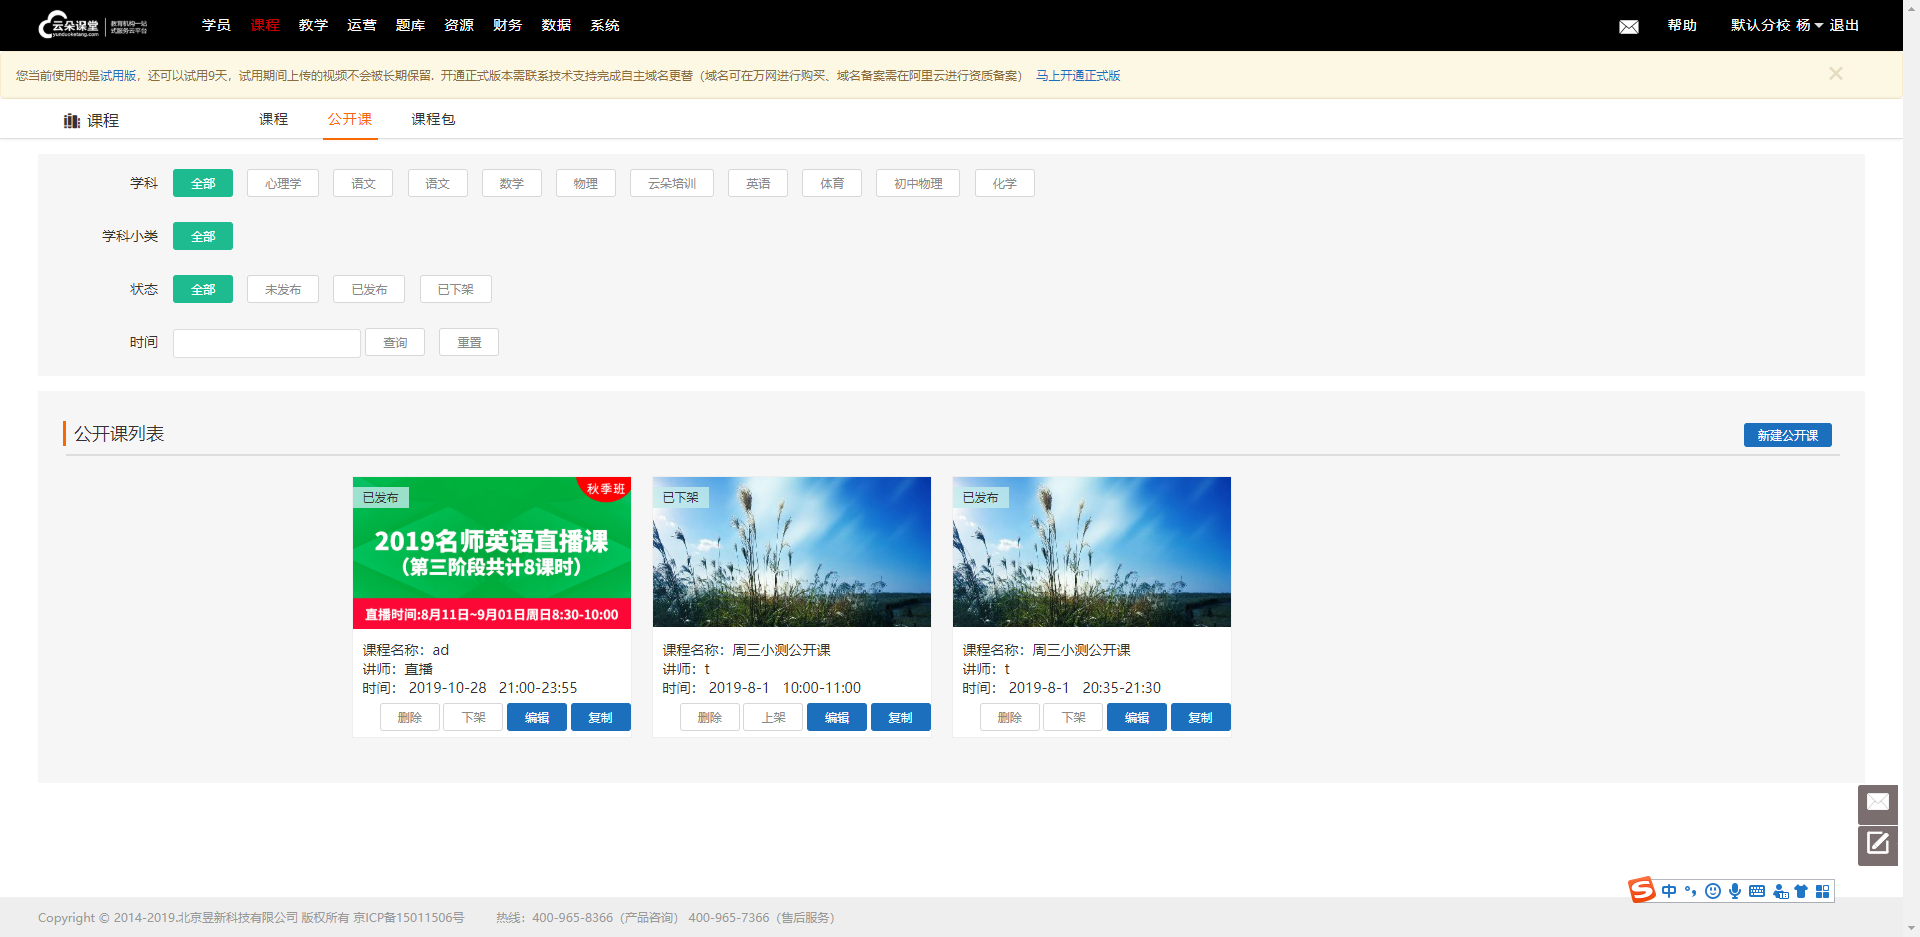 云朵课堂 教育机构一站
yunduoketang.com 式服务云平台
学员 课程 教学 运营 题库 资源 财务 数据 系统 帮助 默认分校 杨 退出
您当前使用的是试用版，还可以试用9天，试用期间上传的视频不会被长期保留. 开通正式版本需联系技术支持完成自主域名更替（域名可在万网进行购买、域名备案需在阿里云进行资质备案） 马上开通正式版
课程 课程 公开课 课程包
学科 全部 心理学 语文 语文 数学 物理 云朵培训 英语 体育 初中物理 化学
学科小类 全部
状态 全部 未发布 已发布 已下架
时间 查询 重置
公开课列表 新建公开课
已发布 秋季班
2019名师英语直播课
（第三阶段共计8课时）
直播时间:8月11日~9月01日周日8:30-10:00
课程名称：ad
讲师：直播
时间： 2019-10-28 21:00-23:55
删除 下架 编辑 复制
已下架
课程名称：周三小测公开课
讲师：t
时间： 2019-8-1 10:00-11:00
删除 上架 编辑 复制
已发布
课程名称：周三小测公开课
讲师：t
时间： 2019-8-1 20:35-21:30
删除 下架 编辑 复制
S 中
Copyright © 2014-2019.北京昱新科技有限公司 版权所有 京ICP备15011506号 热线：400-965-8366（产品咨询） 400-965-7366（售后服务）